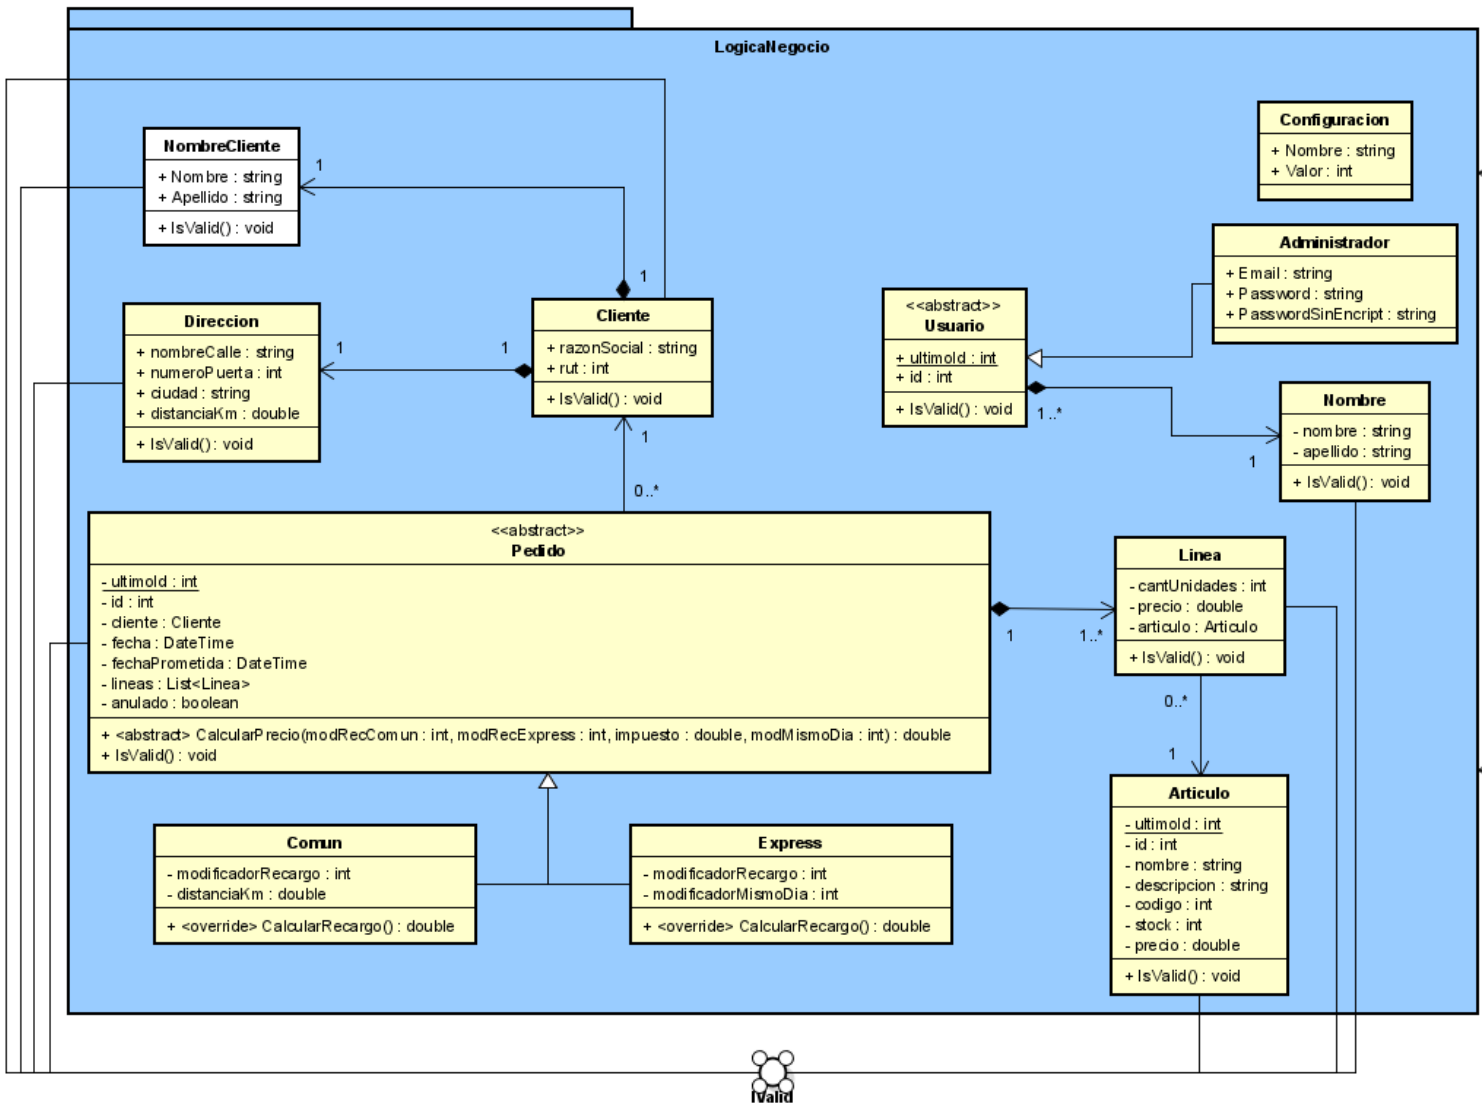 LogicaNegocio
NombreCliente
+ Nombre : string
+ Apellido : string
+ IsValid() : void
1
1
Direccion
+ nombreCalle : string
+ numeroPuerta : int
+ ciudad : string
+ distanciaKm : double
+ IsValid() : void
1
1
Cliente
+ razonSocial : string
+ rut : int
+ IsValid() : void
1
0..*
Configuracion
+ Nombre : string
+ Valor : int
Administrador
+ Email : string
+ Password : string
+ PasswordSinEncript : string
<<abstract>>
Usuario
+ ultimoId : int
+ id : int
+ IsValid() : void
1..*
1
Nombre
- nombre : string
- apellido : string
+ IsValid() : void
<<abstract>>
Pedido
- ultimoId : int
- id : int
- cliente : Cliente
- fecha : DateTime
- fechaPrometida : DateTime
- lineas : List<Linea>
- anulado : boolean
+ <abstract> CalcularPrecio(modRecComun : int, modRecExpress : int, impuesto : double, modMismoDia : int) : double
+ IsValid() : void
1
1..*
Linea
- cantUnidades : int
- precio : double
- articulo : Articulo
+ IsValid() : void
0..*
1
Articulo
- ultimoId : int
- id : int
- nombre : string
- descripcion : string
- codigo : int
- stock : int
- precio : double
+ IsValid() : void
Comun
- modificadorRecargo : int
- distanciaKm : double
+ <override> CalcularRecargo() : double
Express
- modificadorRecargo : int
- modificadorMismoDia : int
+ <override> CalcularRecargo() : double
IValid